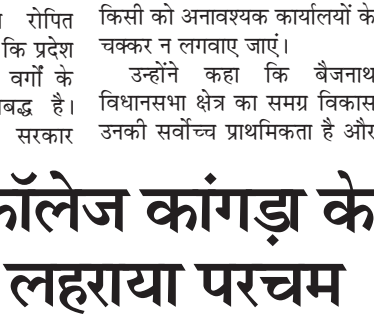 रोपित
कि प्रदेश
वर्गों के
है।
सरकार
किसी को अनावश्यक कार्यालयों के
चक्कर न लगवाए जाएं।
उन्होंने कहा कि बैजनाथ
विधानसभा क्षेत्र का समग्र विकास
उनकी सर्वोच्च प्राथमिकता है और
कांगड़ा के
लहराया परचम